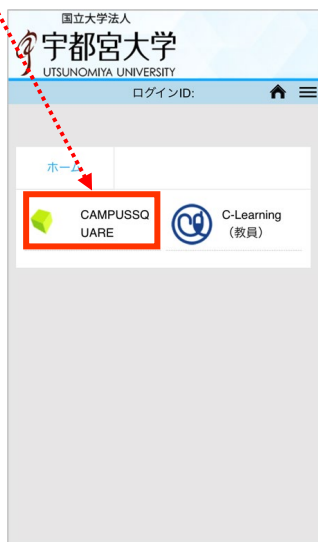 国立大学法人
宇都宮大学
UTSUNOMIYA UNIVERSITY
ログインID:
ホーム
CAMPUSSQ
UARE
C-Learning
（教員）